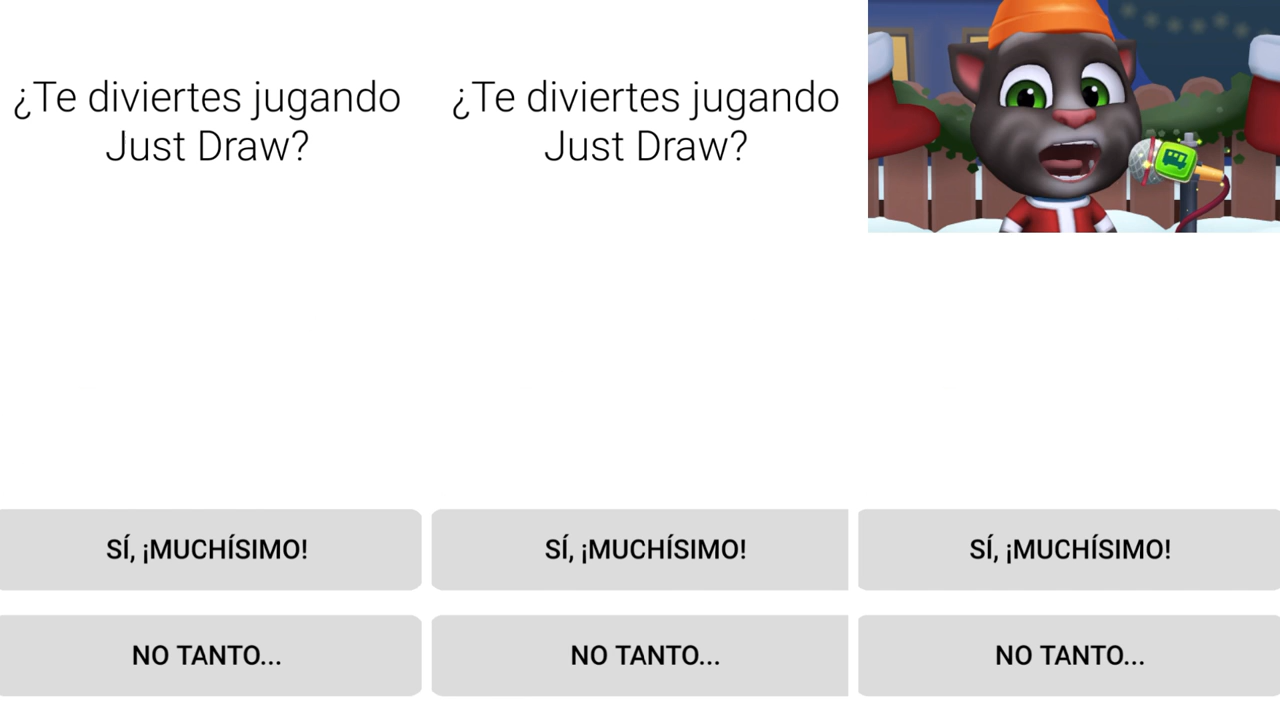 ¿Te diviertes jugando
Just Draw?
SÍ, ¡MUCHÍSIMO!
NO TANTO...
¿Te diviertes jugando
Just Draw?
SÍ, ¡MUCHÍSIMO!
NO TANTO...
SÍ, ¡MUCHÍSIMO!
NO TANTO...